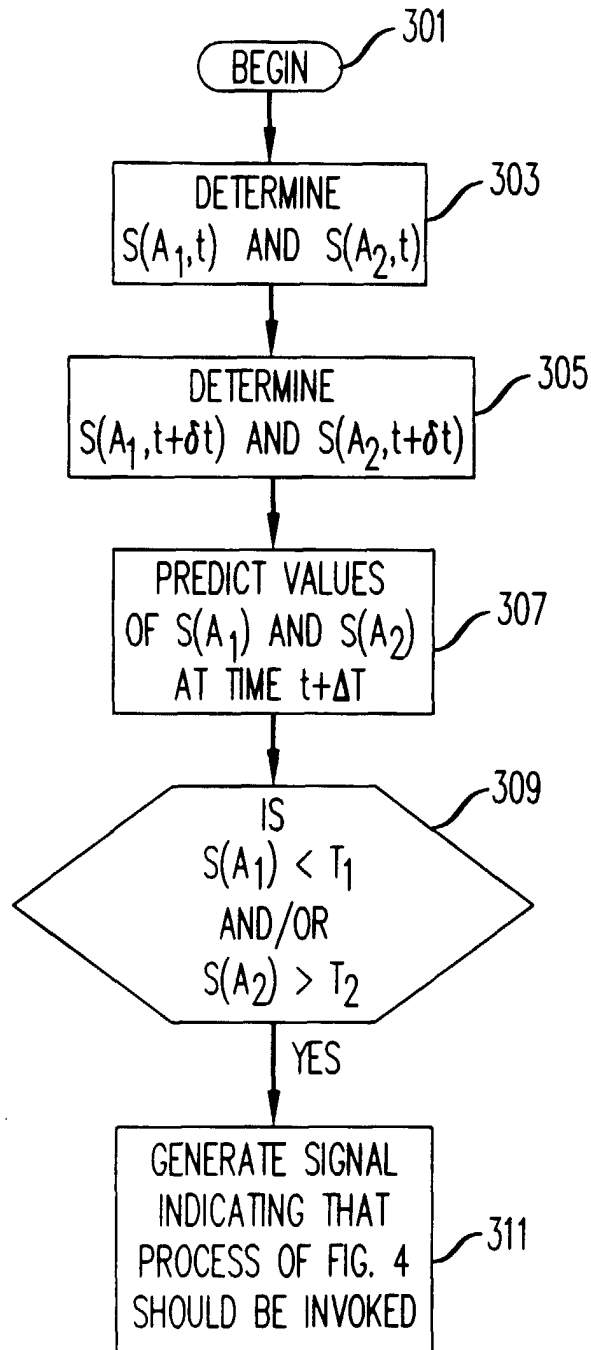 301
BEGIN
303
DETERMINE
S(A₁,t) AND S(A₂,t)
305
DETERMINE
S(A₁,t+δt) AND S(A₂,t+δt)
307
PREDICT VALUES
OF S(A₁) AND S(A₂)
AT TIME t+ΔT
309
IS
S(A₁) < T₁
AND/OR
S(A₂) > T₂
YES
311
GENERATE SIGNAL
INDICATING THAT
PROCESS OF FIG. 4
SHOULD BE INVOKED